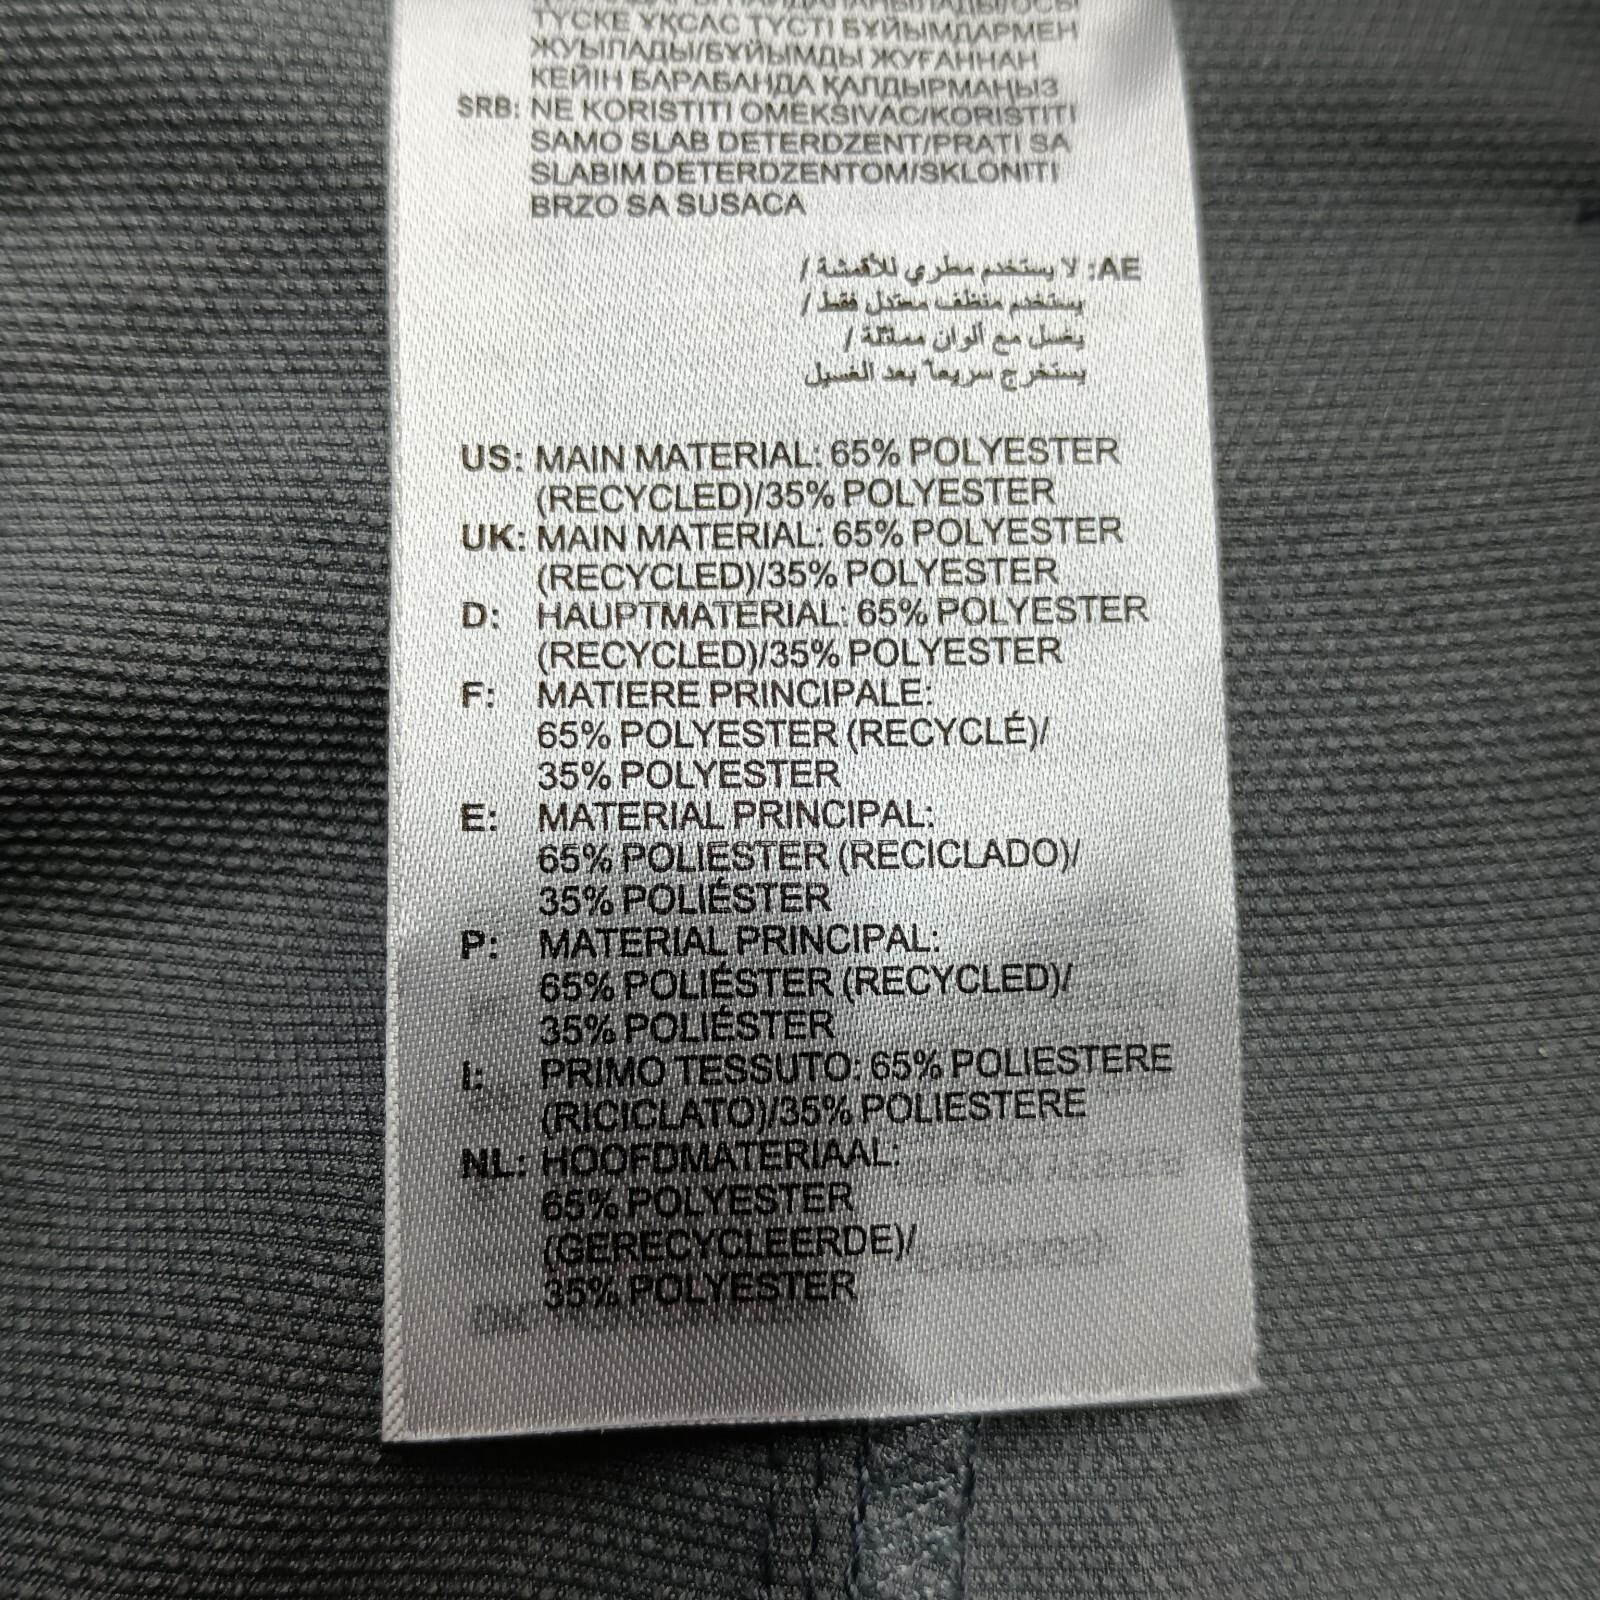 ТҮСКЕ ҰҚСАС ТҮСТІ БҰЙЫМДАРМЕН
ЖУЫЛАДЫ/БҰЙЫМДЫ ЖУҒАННАН
КЕЙІН БАРАБАНДА ҚАЛДЫРМАҢЫЗ
SRB: NE KORISTITI OMEKSIVAC/KORISTITI
SAMO SLAB DETERDZENT/PRATI SA
SLABIM DETERDZENTOM/SKLONITI
BRZO SA SUSACA
AE: لا يستخدم مطري للأقمشة /
يستخدم منظف معتدل فقط /
يغسل مع ألوان مماثلة /
يستخرج سريعاً بعد الغسيل
US: MAIN MATERIAL: 65% POLYESTER
(RECYCLED)/35% POLYESTER
UK: MAIN MATERIAL: 65% POLYESTER
(RECYCLED)/35% POLYESTER
D: HAUPTMATERIAL: 65% POLYESTER
(RECYCLED)/35% POLYESTER
F: MATIERE PRINCIPALE:
65% POLYESTER (RECYCLÉ)/
35% POLYESTER
E: MATERIAL PRINCIPAL:
65% POLIÉSTER (RECICLADO)/
35% POLIÉSTER
P: MATERIAL PRINCIPAL:
65% POLIÉSTER (RECYCLED)/
35% POLIÉSTER
I: PRIMO TESSUTO: 65% POLIESTERE
(RICICLATO)/35% POLIESTERE
NL: HOOFDMATERIAAL:
65% POLYESTER
(GERECYCLEERDE)/
35% POLYESTER